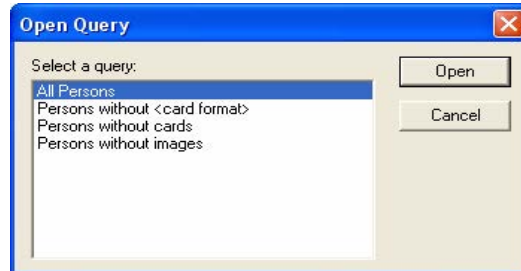 Open Query
Select a query:
All Persons
Persons without <card format>
Persons without cards
Persons without images
Open
Cancel